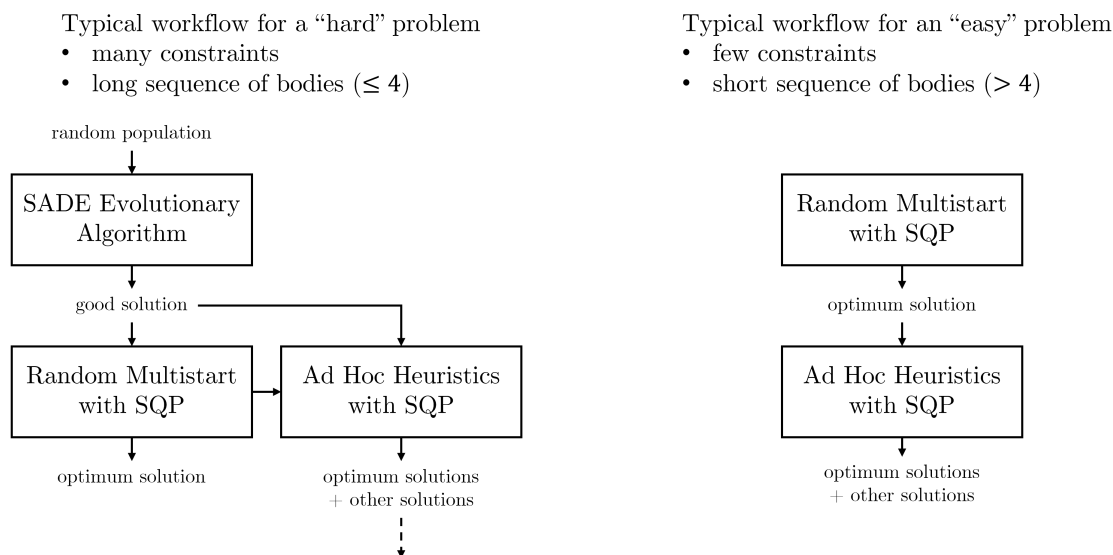 Typical workflow for a “hard” problem
• many constraints
• long sequence of bodies (≤ 4)
random population
SADE Evolutionary
Algorithm
good solution
Random Multistart
with SQP
Ad Hoc Heuristics
with SQP
optimum solution
optimum solutions
+ other solutions
Typical workflow for an “easy” problem
• few constraints
• short sequence of bodies (> 4)
Random Multistart
with SQP
optimum solution
Ad Hoc Heuristics
with SQP
optimum solutions
+ other solutions